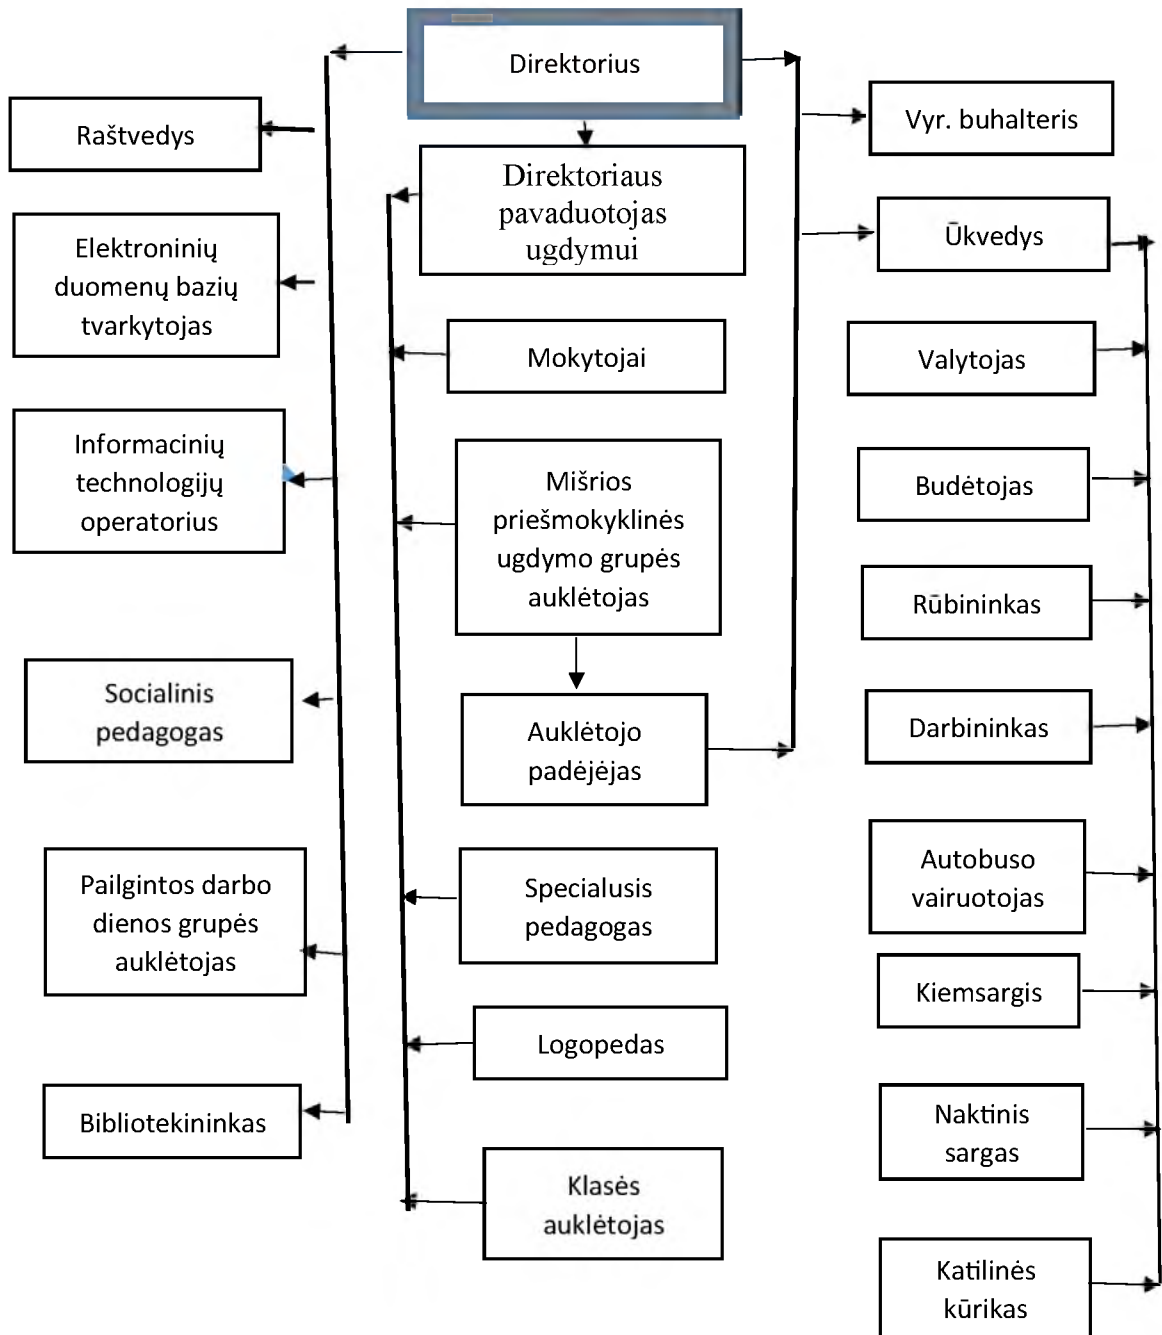 Direktorius
Raštvedys
Elektroninių
duomenų bazių
tvarkytojas
Informacinių
technologijų
operatorius
Socialinis
pedagogas
Pailgintos darbo
dienos grupės
auklėtojas
Bibliotekininkas
Direktoriaus
pavaduotojas
ugdymui
Mokytojai
Mišrios
priešmokyklinės
ugdymo grupės
auklėtojas
Auklėtojo
padėjėjas
Specialusis
pedagogas
Logopedas
Klasės
auklėtojas
Vyr. buhalteris
Ūkvedys
Valytojas
Budėtojas
Rūbininkas
Darbininkas
Autobuso
vairuotojas
Kiemsargis
Naktinis
sargas
Katilinės
kūrikas